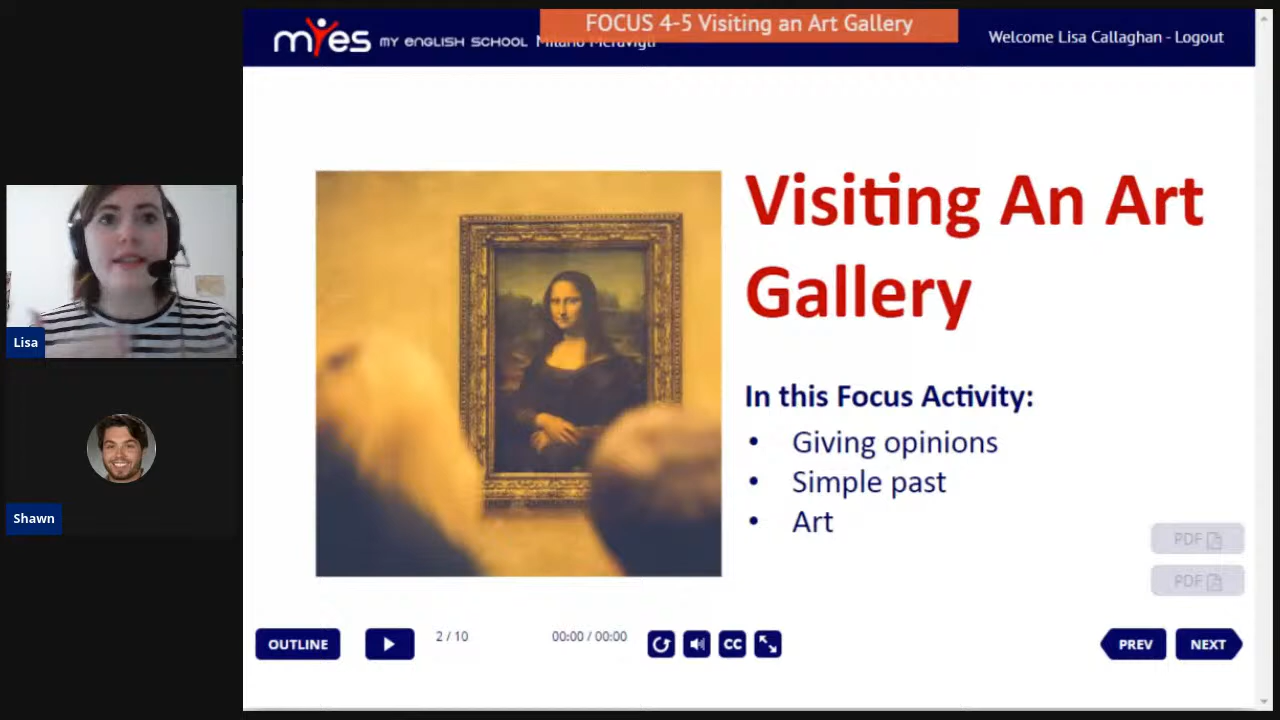 FOCUS 4-5 Visiting an Art Gallery
myes MY ENGLISH SCHOOL Milano Meravigli
Welcome Lisa Callaghan - Logout
Visiting An Art
Gallery
In this Focus Activity:
• Giving opinions
• Simple past
• Art
Lisa
Shawn
PDF
PDF
OUTLINE
2 / 10
00:00 / 00:00
CC
PREV
NEXT